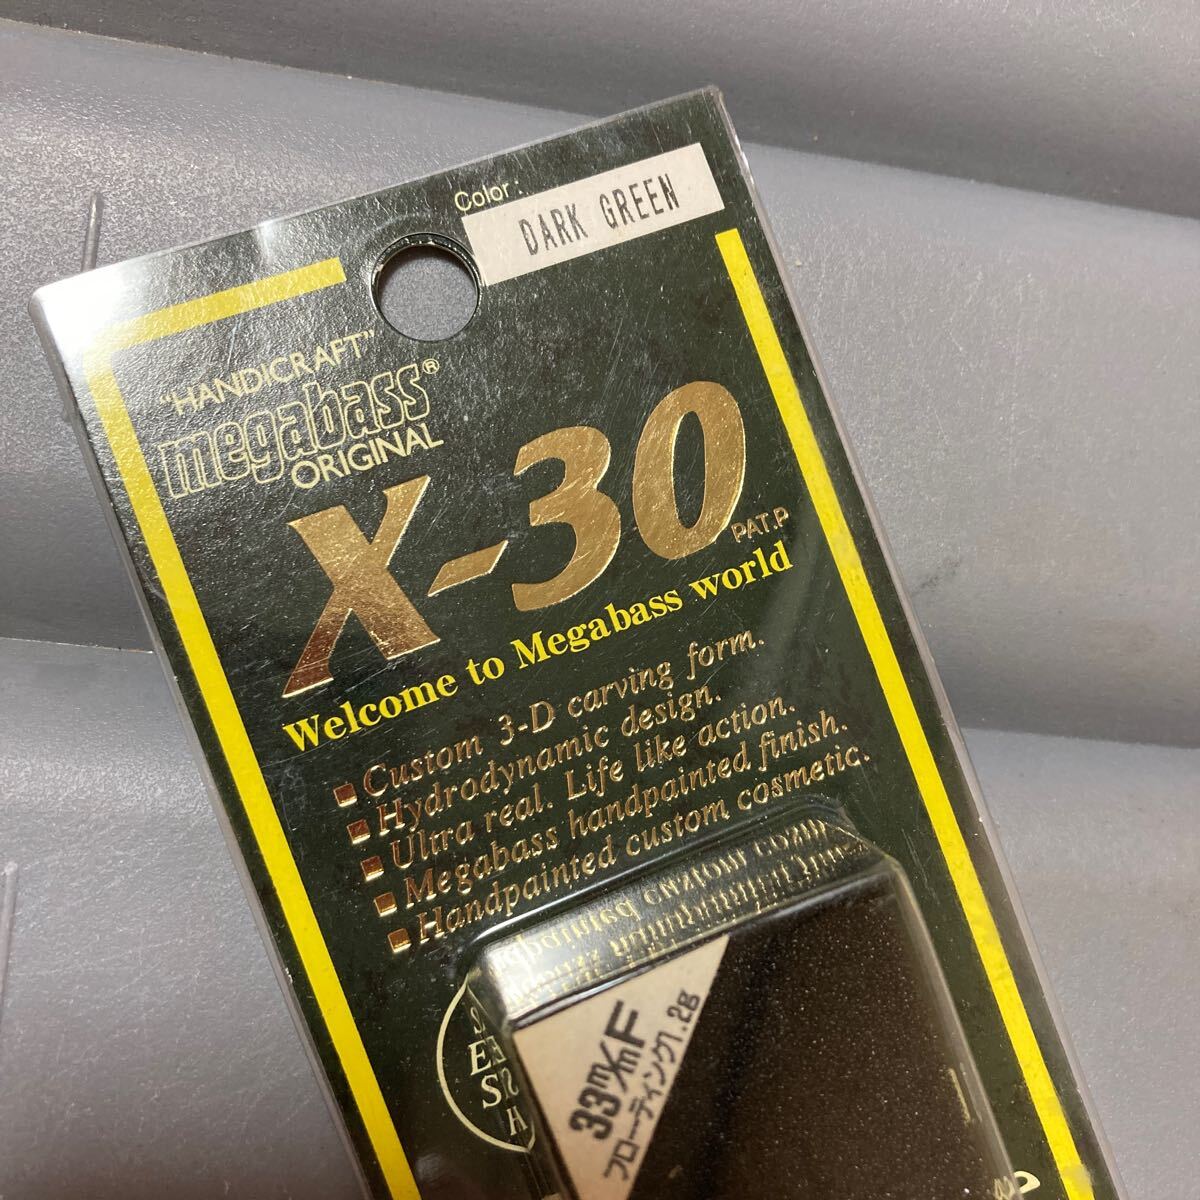 Color:
DARK GREEN
"HANDICRAFT"
megabass®
ORIGINAL
X-30
PAT.P
Welcome to Megabass world
Custom 3-D carving form.
Hydrodynamic design.
Ultra real. Life like action.
Megabass handpainted finish.
Handpainted custom cosmetic.
33m/mF
フローティング1.2g